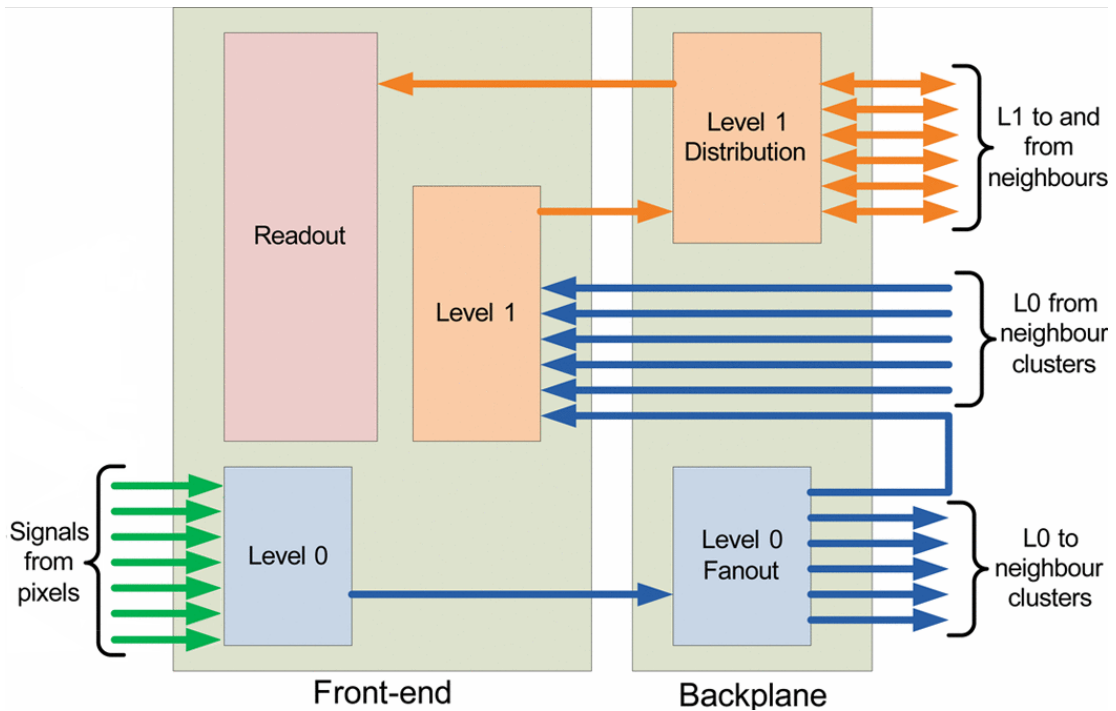 Readout
Level 1
Distribution
L1 to and
from
neighbours
Level 1
L0 from
neighbour
clusters
Signals
from
pixels
Level 0
Level 0
Fanout
L0 to
neighbour
clusters
Front-end
Backplane